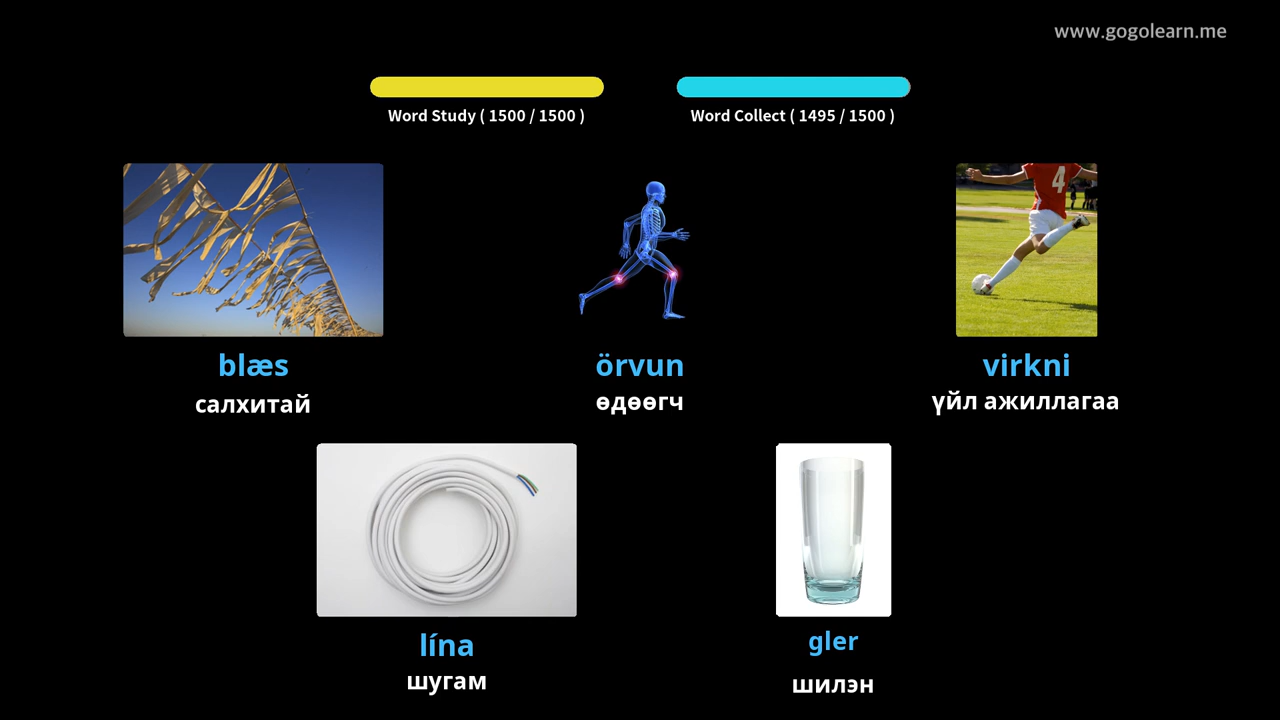 www.gogolearn.me
Word Study ( 1500 / 1500 )
Word Collect ( 1495 / 1500 )
blæs
örvun
virkni
салхитай
өдөөгч
үйл ажиллагаа
lína
gler
шугам
шилэн